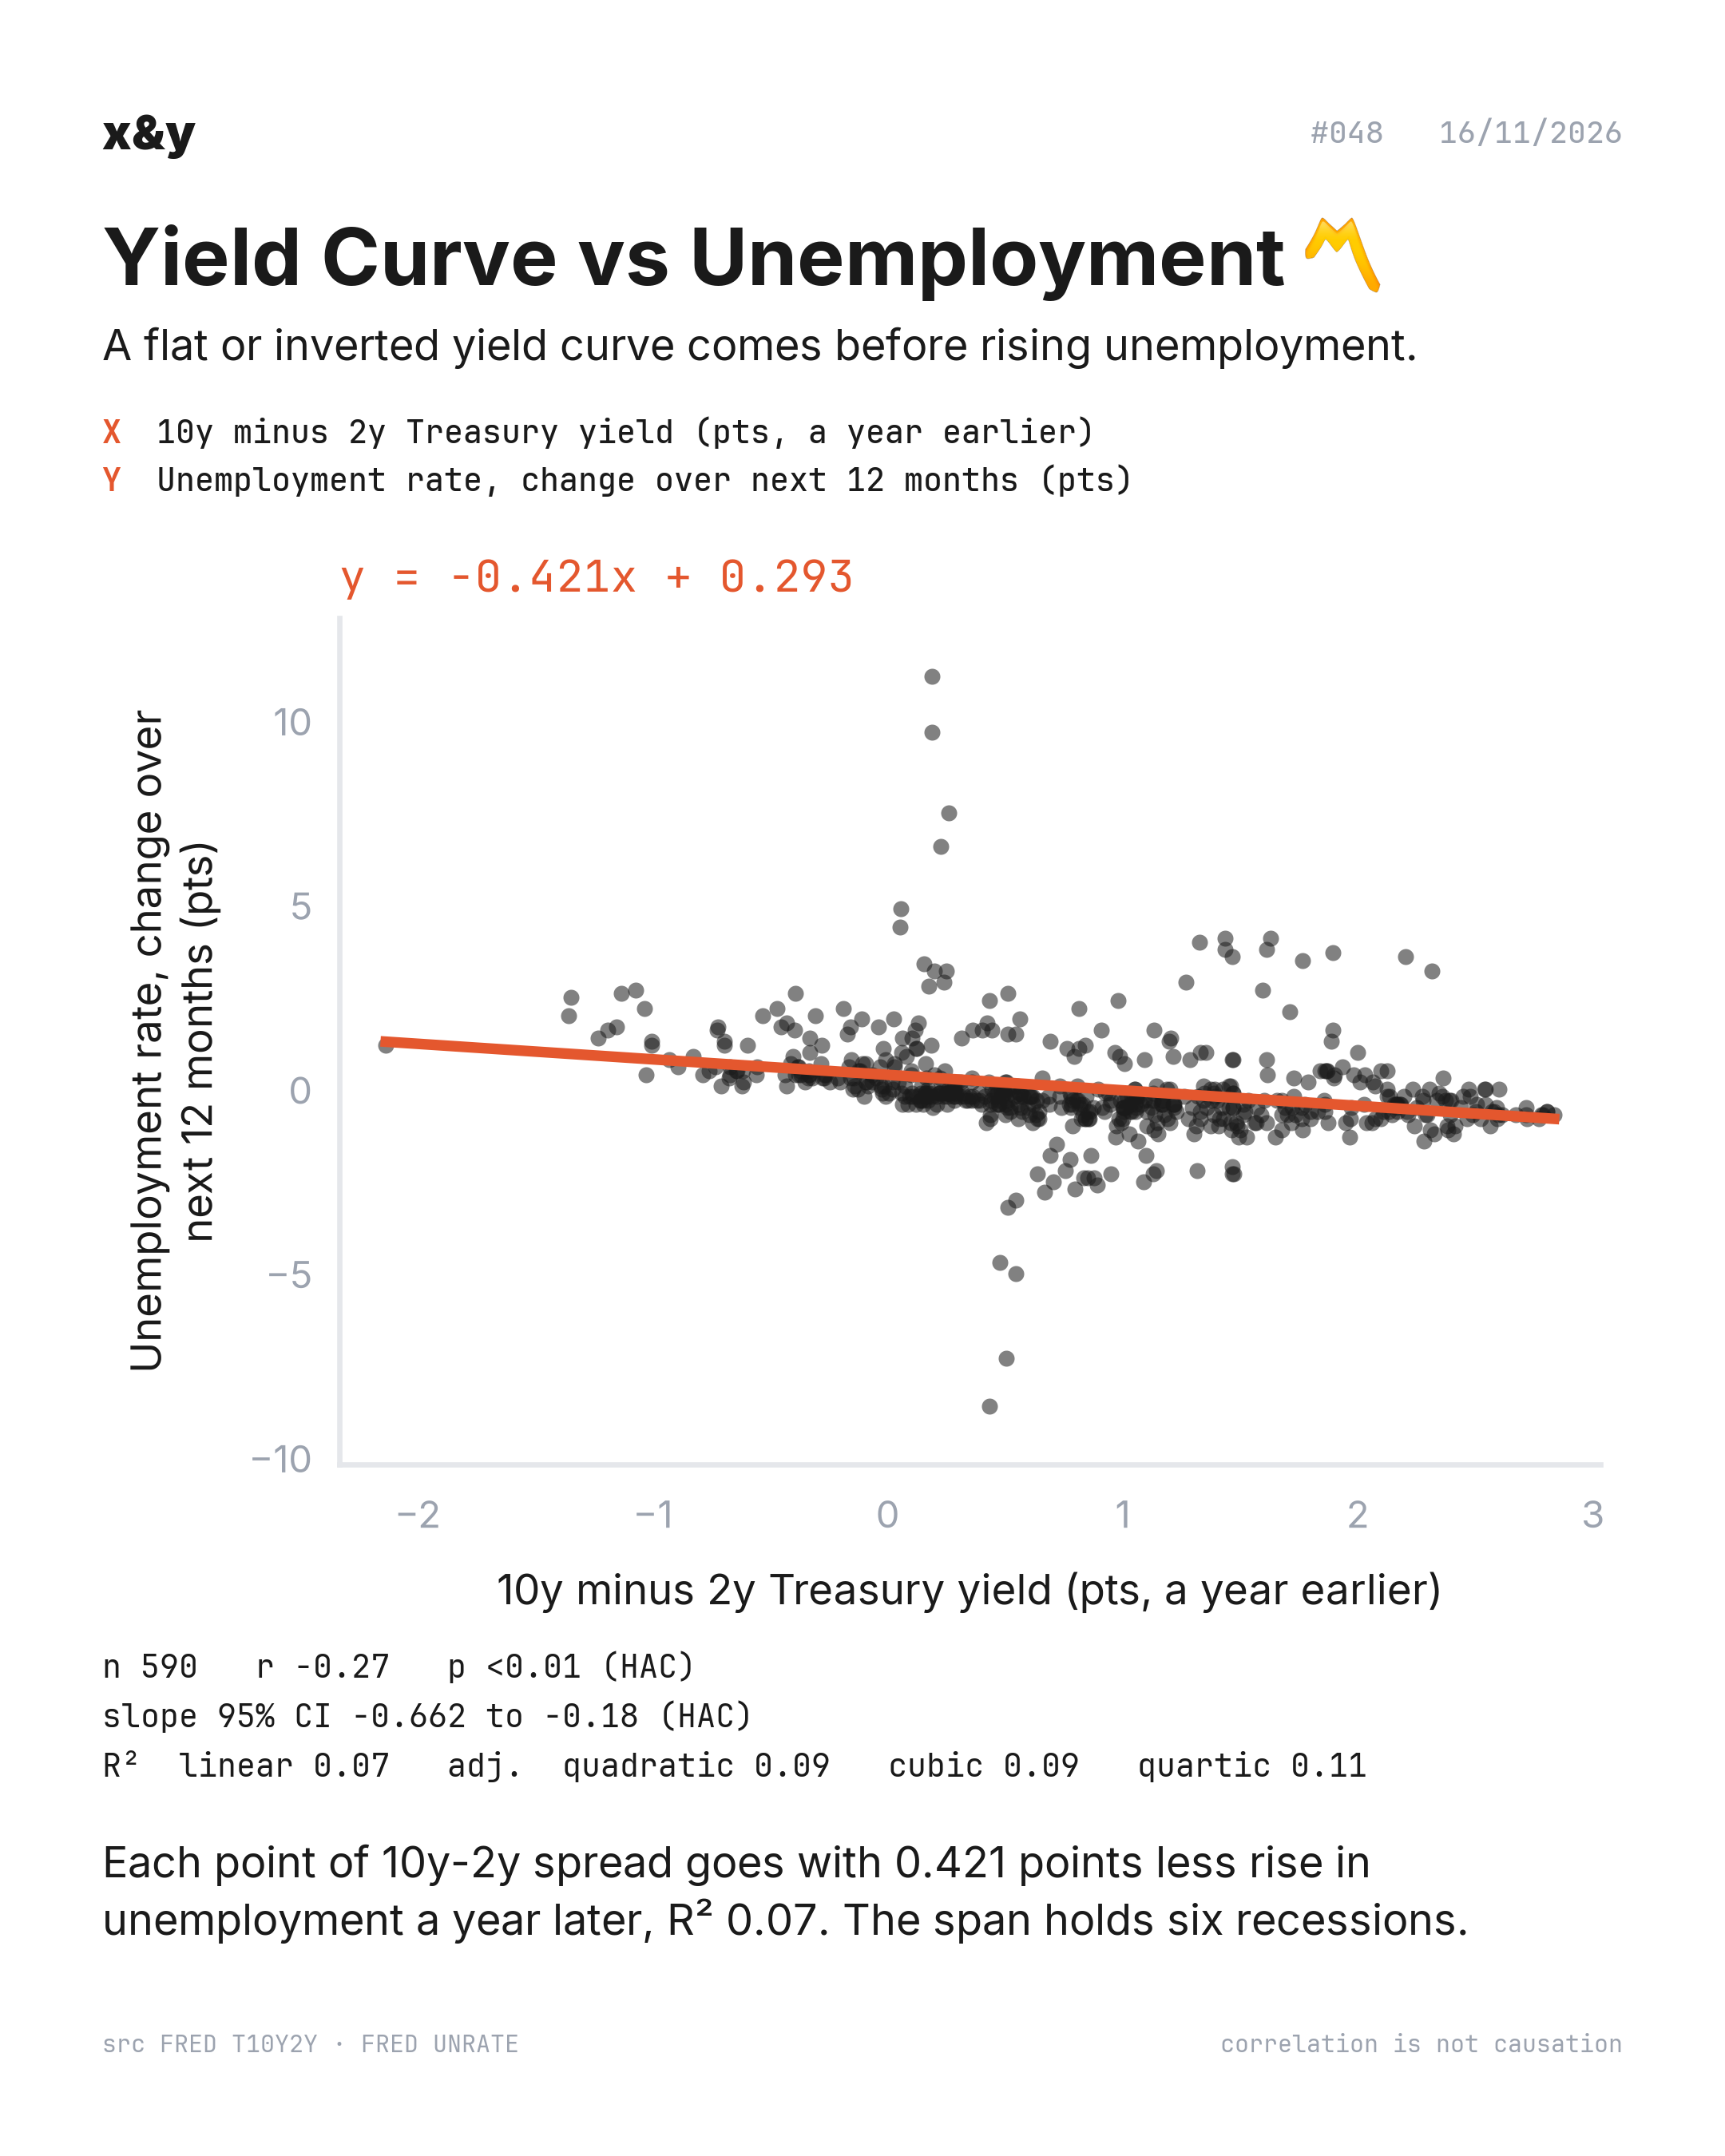 x&y
#048 16/11/2026
Yield Curve vs Unemployment
A flat or inverted yield curve comes before rising unemployment.
X 10y minus 2y Treasury yield (pts, a year earlier)
Y Unemployment rate, change over next 12 months (pts)
y = -0.421x + 0.293
Unemployment rate, change over
next 12 months (pts)
10
5
0
−5
−10
−2 −1 0 1 2 3
10y minus 2y Treasury yield (pts, a year earlier)
n 590 r -0.27 p <0.01 (HAC)
slope 95% CI -0.662 to -0.18 (HAC)
R² linear 0.07 adj. quadratic 0.09 cubic 0.09 quartic 0.11
Each point of 10y-2y spread goes with 0.421 points less rise in
unemployment a year later, R² 0.07. The span holds six recessions.
src FRED T10Y2Y · FRED UNRATE
correlation is not causation